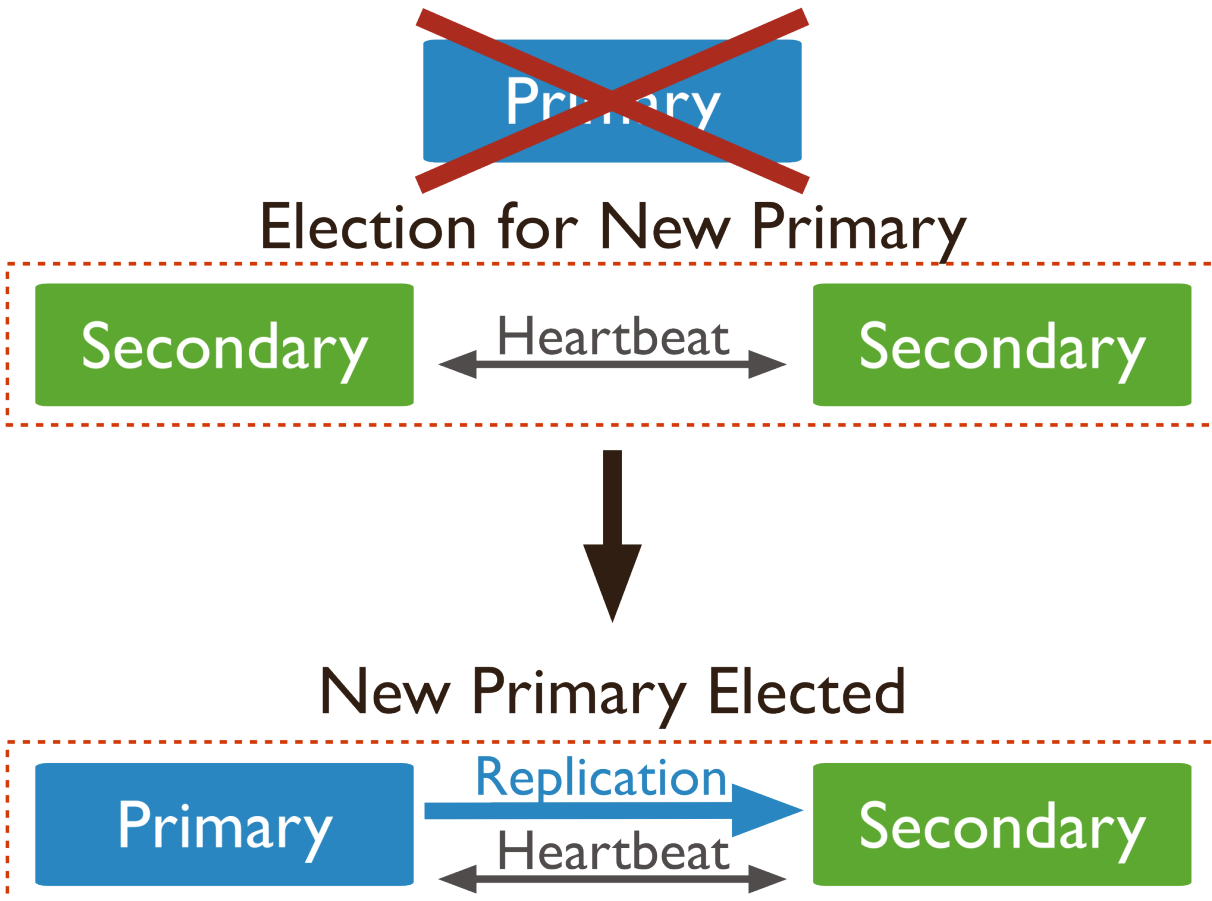 Primary
Election for New Primary
Secondary
Heartbeat
Secondary
New Primary Elected
Primary
Replication
Heartbeat
Secondary